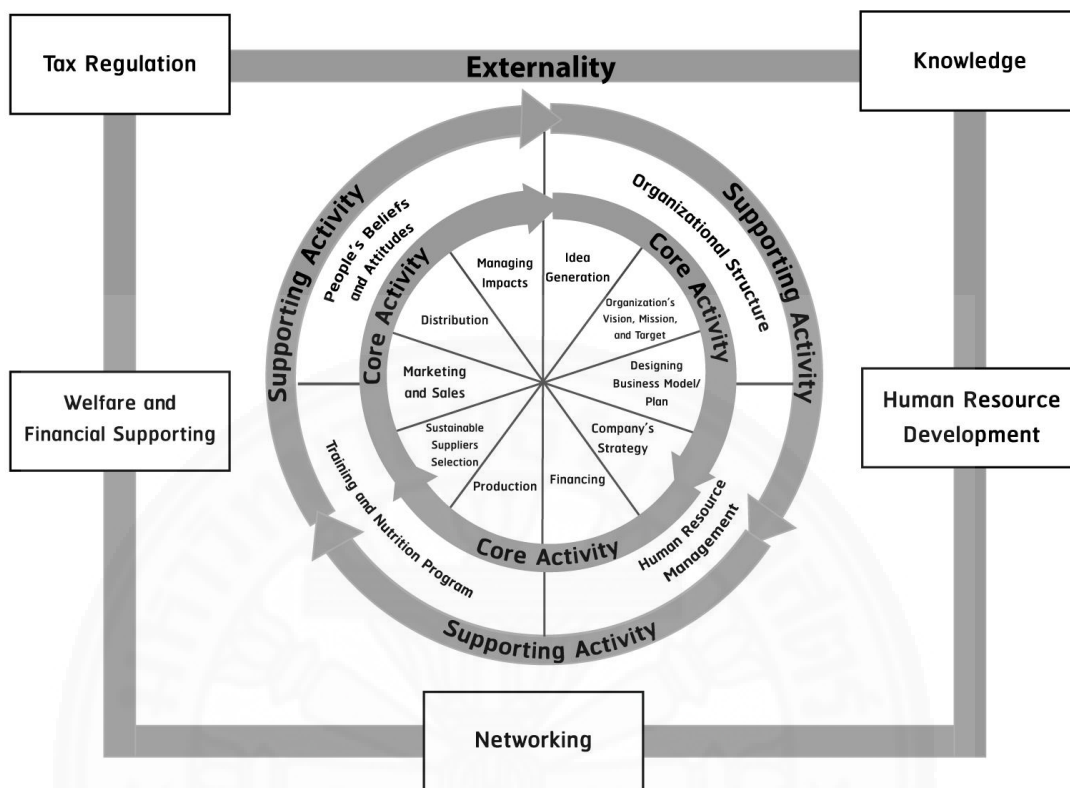 Tax Regulation
Externality
Knowledge
Supporting Activity
Supporting Activity
People's Beliefs
and Attitudes
Organizational Structure
Core Activity
Core Activity
Managing
Impacts
Idea
Generation
Organization's
Vision, Mission,
and Target
Distribution
Designing
Business Model/
Plan
Marketing
and Sales
Welfare and
Financial Supporting
Human Resource
Development
Sustainable
Suppliers
Selection
Company's
Strategy
Production
Financing
Training and Nutrition Program
Human Resource
Management
Core Activity
Supporting Activity
Networking